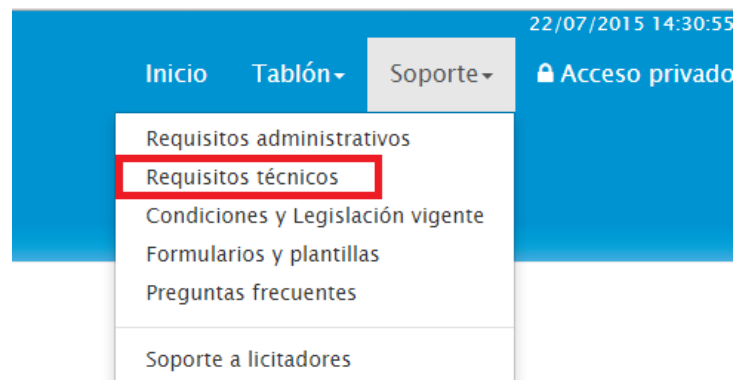 22/07/2015 14:30:55
Inicio Tablón Soporte Acceso privado
Requisitos administrativos
Requisitos técnicos
Condiciones y Legislación vigente
Formularios y plantillas
Preguntas frecuentes
Soporte a licitadores